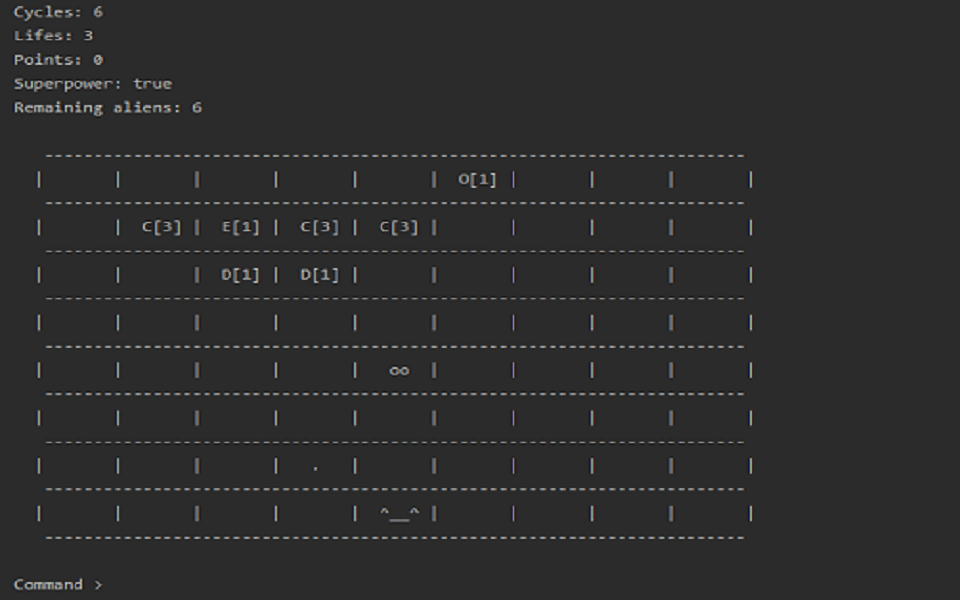 Cycles: 6
Lifes: 3
Points: 0
Superpower: true
Remaining aliens: 6
-----------------------------------------------------------------------
|       |       |       |       |       |  O[1] |       |       |       |
-----------------------------------------------------------------------
|       |  C[3] |  E[1] |  C[3] |  C[3] |       |       |       |       |
-----------------------------------------------------------------------
|       |       |  D[1] |  D[1] |       |       |       |       |       |
-----------------------------------------------------------------------
|       |       |       |       |       |       |       |       |       |
-----------------------------------------------------------------------
|       |       |       |       |   oo  |       |       |       |       |
-----------------------------------------------------------------------
|       |       |       |       |       |       |       |       |       |
-----------------------------------------------------------------------
|       |       |       |   .   |       |       |       |       |       |
-----------------------------------------------------------------------
|       |       |       |       |  ^__^ |       |       |       |       |
-----------------------------------------------------------------------
Command >